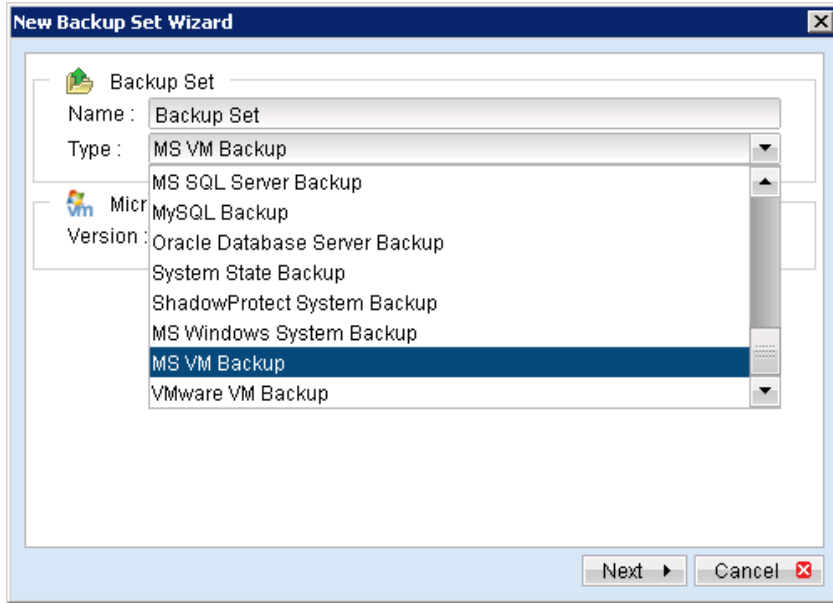 New Backup Set Wizard
Backup Set
Name : Backup Set
Type : MS VM Backup
MS SQL Server Backup
MySQL Backup
Oracle Database Server Backup
System State Backup
ShadowProtect System Backup
MS Windows System Backup
MS VM Backup
VMware VM Backup
Micr
Version :
Next
Cancel